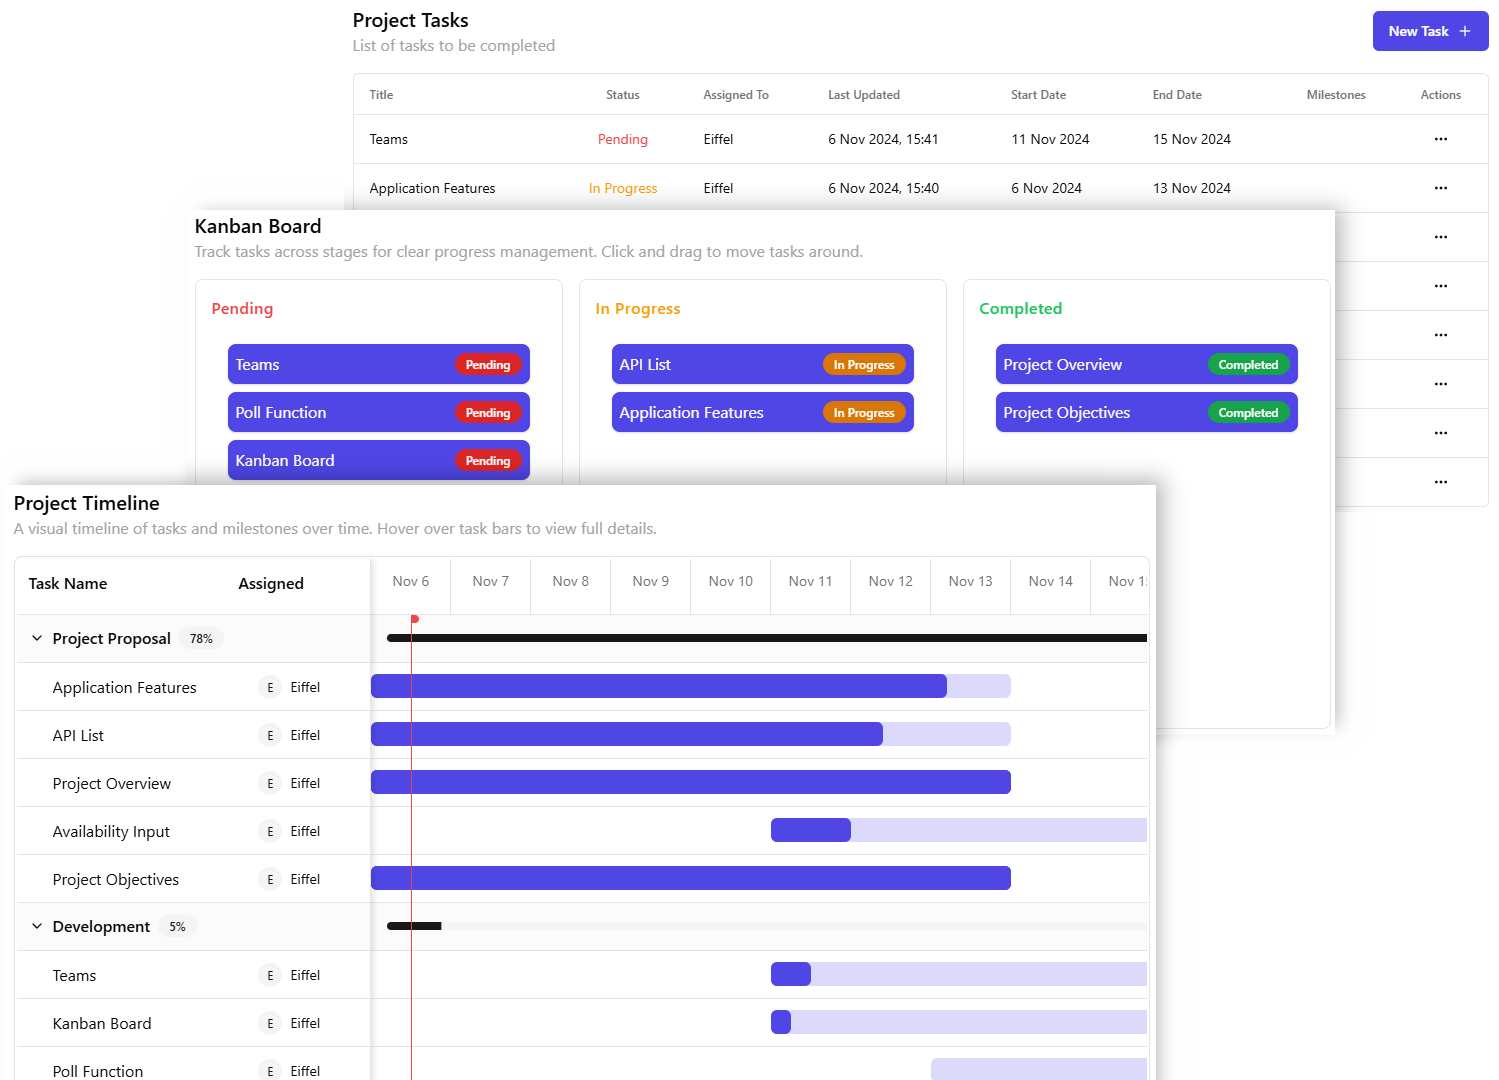 Project Tasks
List of tasks to be completed
New Task +
Title Status Assigned To Last Updated Start Date End Date Milestones Actions
Teams Pending Eiffel 6 Nov 2024, 15:41 11 Nov 2024 15 Nov 2024
Application Features In Progress Eiffel 6 Nov 2024, 15:40 6 Nov 2024 13 Nov 2024
Kanban Board
Track tasks across stages for clear progress management. Click and drag to move tasks around.
Pending
Teams Pending
Poll Function Pending
Kanban Board Pending
In Progress
API List In Progress
Application Features In Progress
Completed
Project Overview Completed
Project Objectives Completed
Project Timeline
A visual timeline of tasks and milestones over time. Hover over task bars to view full details.
Task Name Assigned Nov 6 Nov 7 Nov 8 Nov 9 Nov 10 Nov 11 Nov 12 Nov 13 Nov 14 Nov
Project Proposal 78%
Application Features E Eiffel
API List E Eiffel
Project Overview E Eiffel
Availability Input E Eiffel
Project Objectives E Eiffel
Development 5%
Teams E Eiffel
Kanban Board E Eiffel
Poll Function E Eiffel